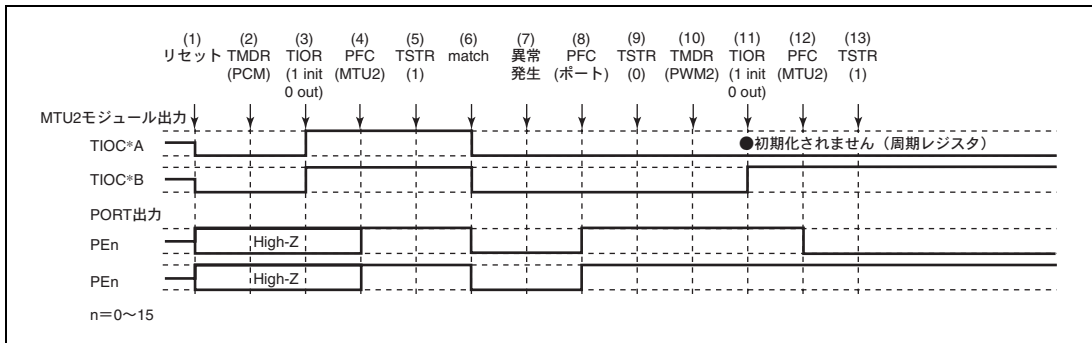 (1) (2) (3) (4) (5) (6) (7) (8) (9) (10) (11) (12) (13)
リセット TMDR TIOR PFC TSTR match 異常 PFC TSTR TMDR TIOR PFC TSTR
(PCM) (1 init (MTU2) (1) 発生 (ポート) (0) (PWM2) (1 init (MTU2) (1)
0 out) 0 out)
MTU2モジュール出力
TIOC*A ●初期化されません（周期レジスタ）
TIOC*B
PORT出力
PEn High-Z
PEn High-Z
n＝0～15